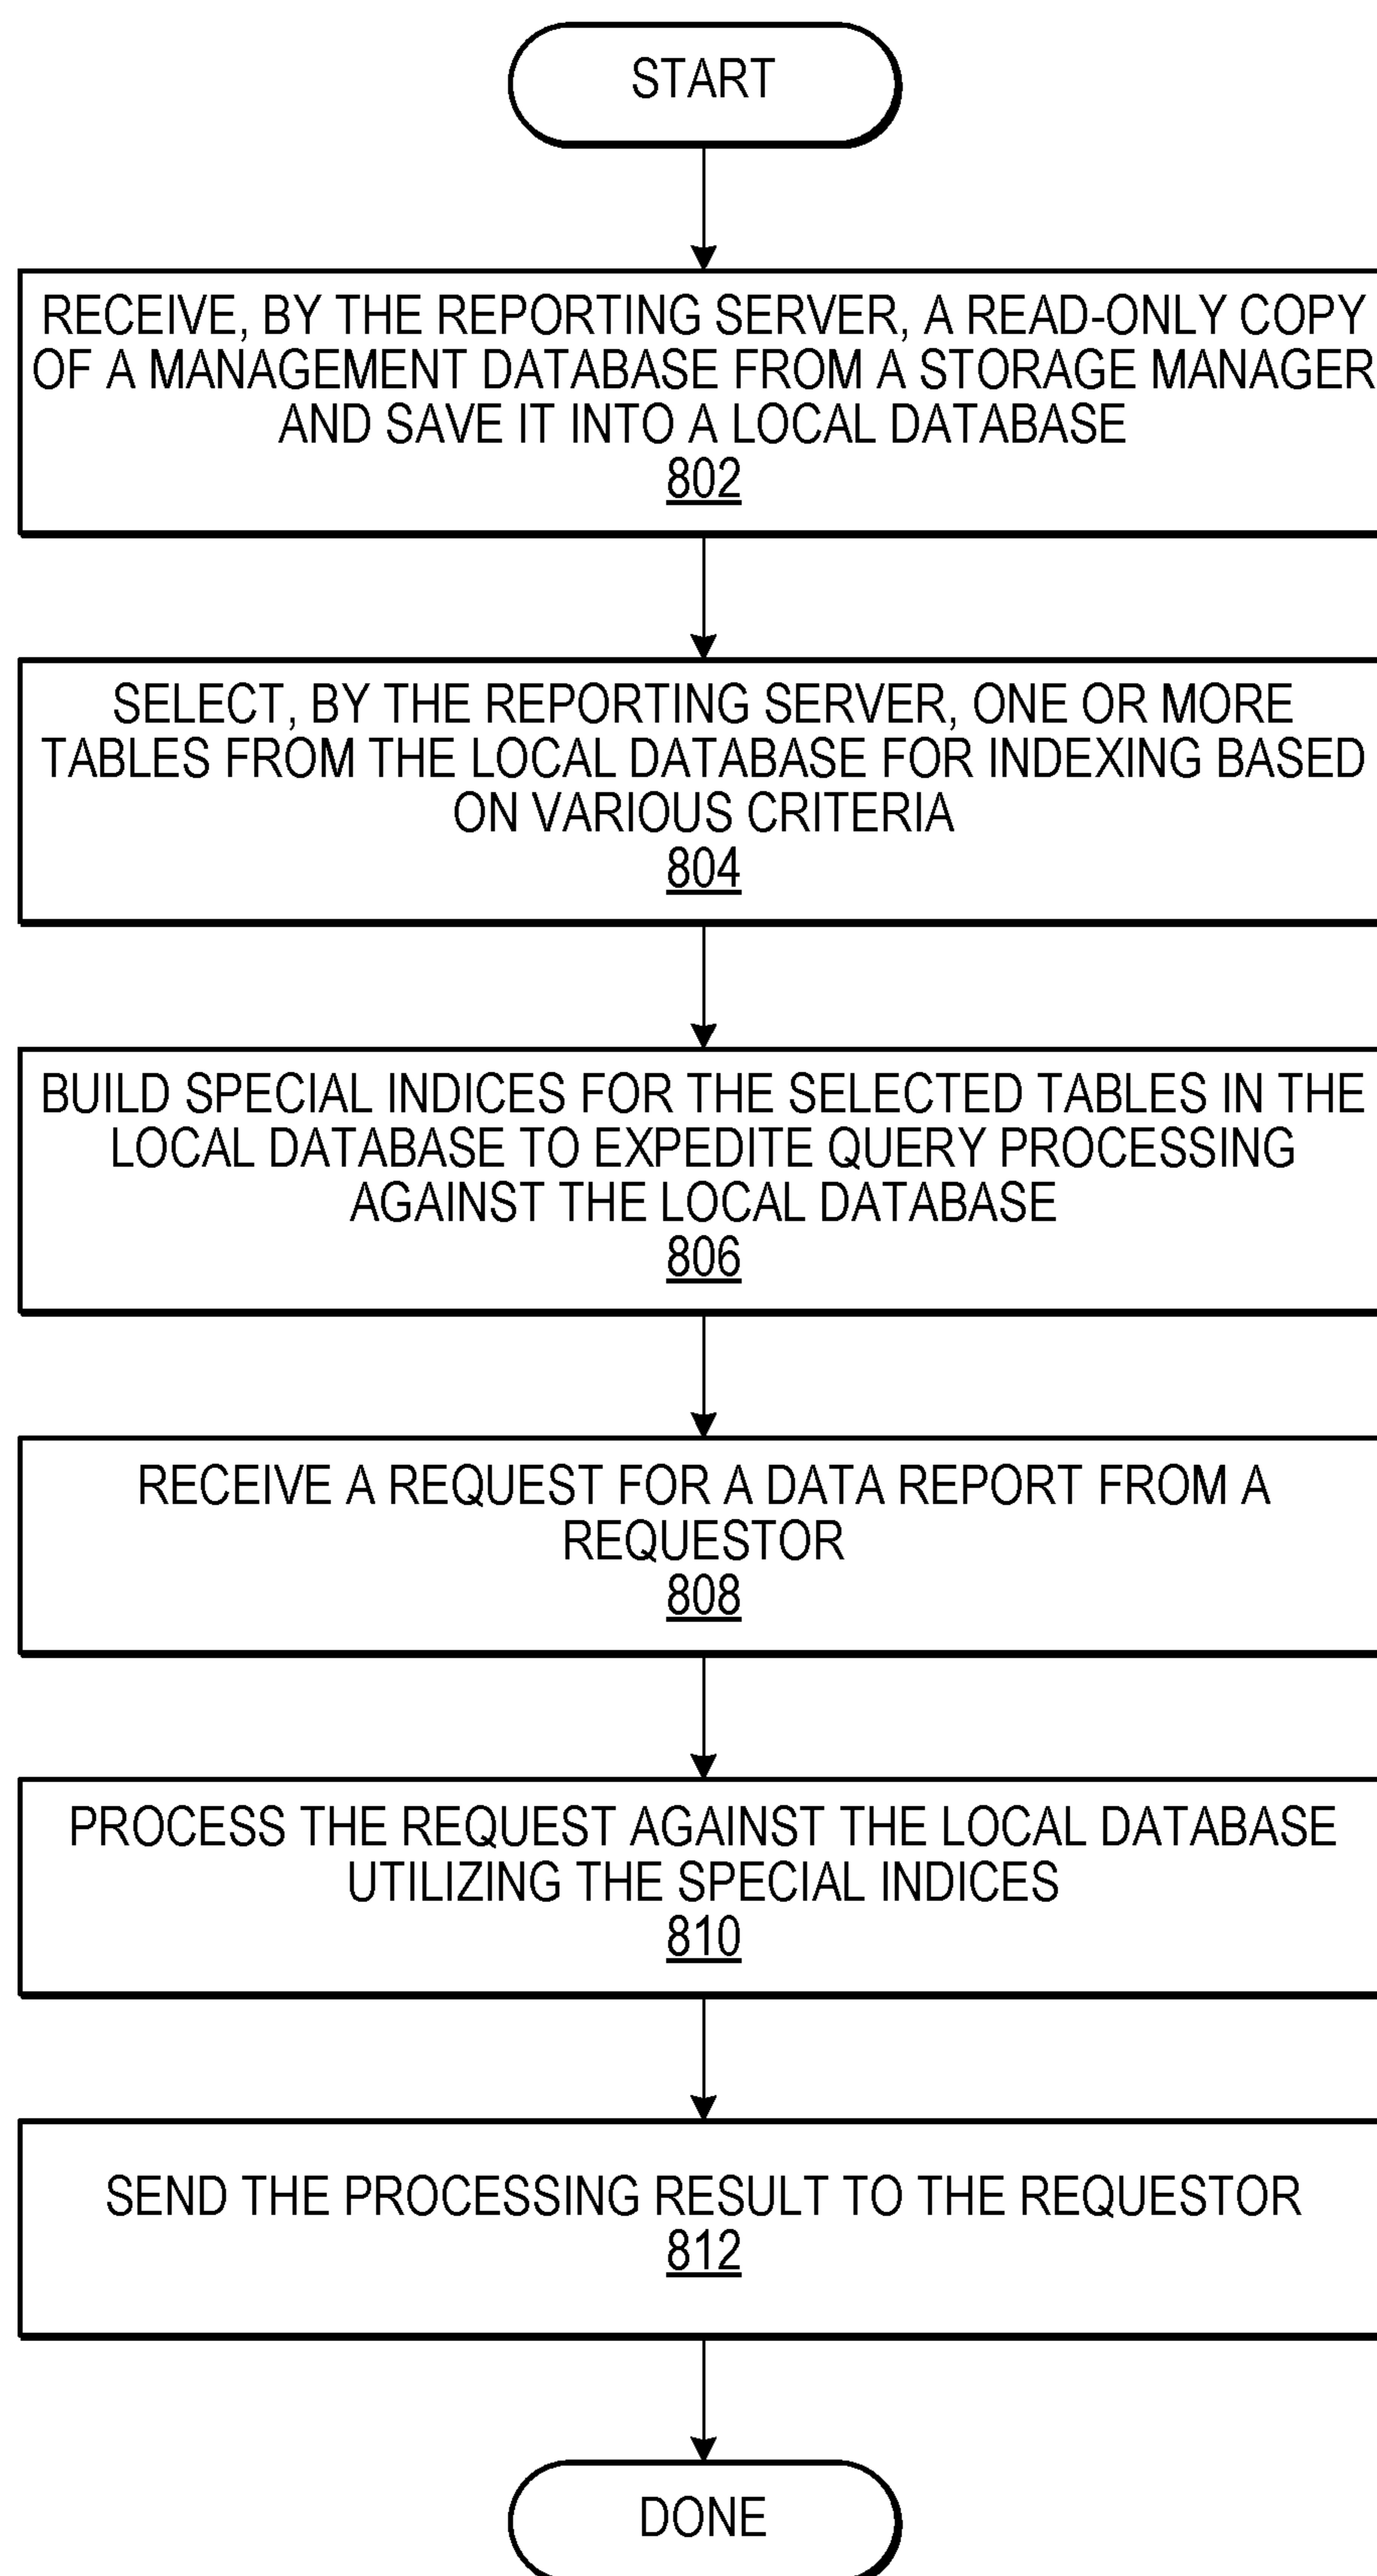 START
RECEIVE, BY THE REPORTING SERVER, A READ-ONLY COPY
OF A MANAGEMENT DATABASE FROM A STORAGE MANAGER
AND SAVE IT INTO A LOCAL DATABASE
802
SELECT, BY THE REPORTING SERVER, ONE OR MORE
TABLES FROM THE LOCAL DATABASE FOR INDEXING BASED
ON VARIOUS CRITERIA
804
BUILD SPECIAL INDICES FOR THE SELECTED TABLES IN THE
LOCAL DATABASE TO EXPEDITE QUERY PROCESSING
AGAINST THE LOCAL DATABASE
806
RECEIVE A REQUEST FOR A DATA REPORT FROM A
REQUESTOR
808
PROCESS THE REQUEST AGAINST THE LOCAL DATABASE
UTILIZING THE SPECIAL INDICES
810
SEND THE PROCESSING RESULT TO THE REQUESTOR
812
DONE